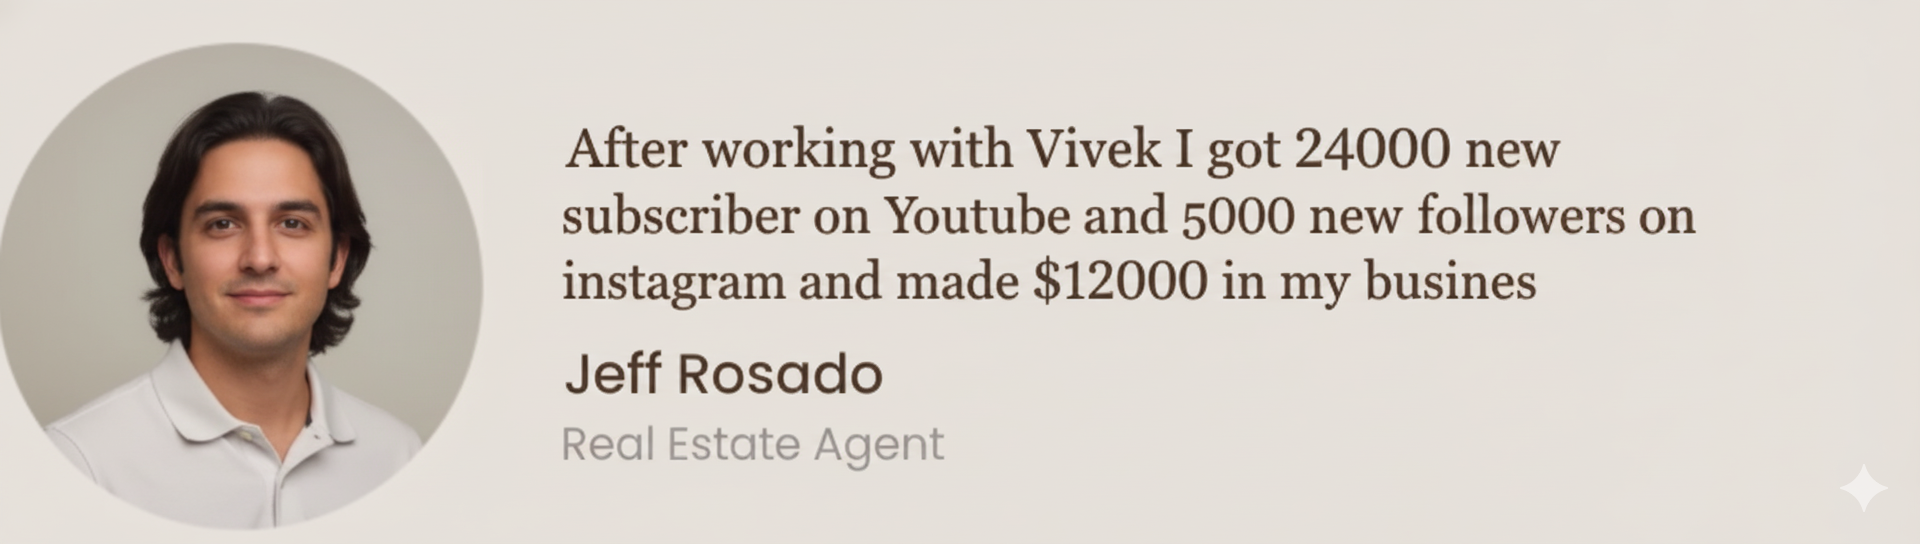 After working with Vivek I got 24000 new
subscriber on Youtube and 5000 new followers on
instagram and made $12000 in my busines
Jeff Rosado
Real Estate Agent